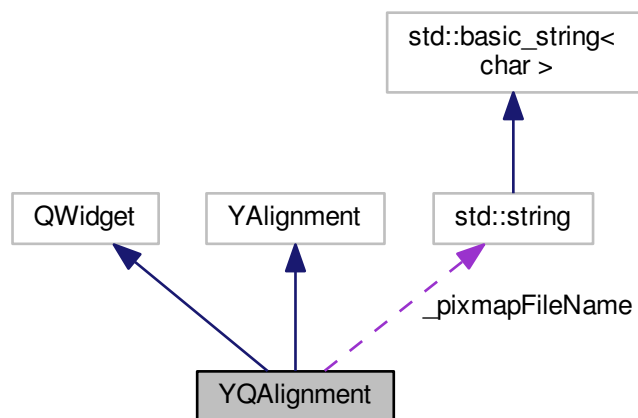 std::basic_string<
char >
QWidget
YAlignment
std::string
_pixmapFileName
YQAlignment